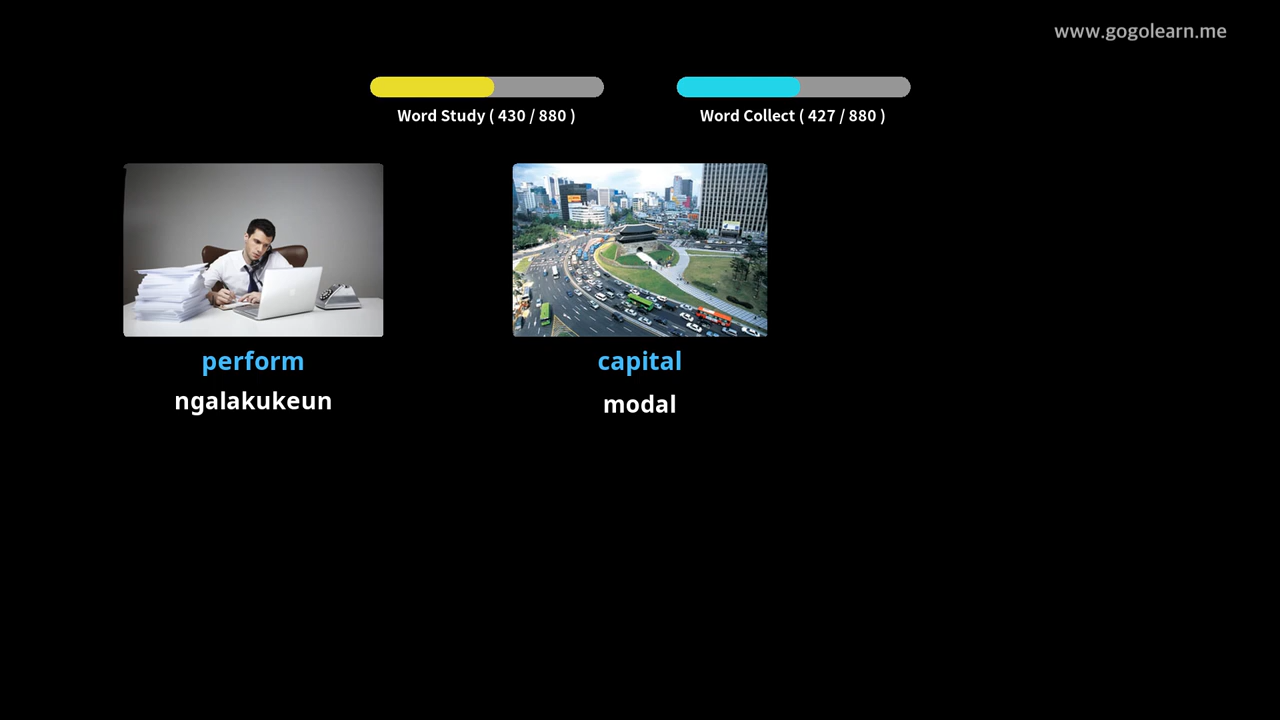 www.gogolearn.me
Word Study ( 430 / 880 )
Word Collect ( 427 / 880 )
perform
ngalakukeun
capital
modal